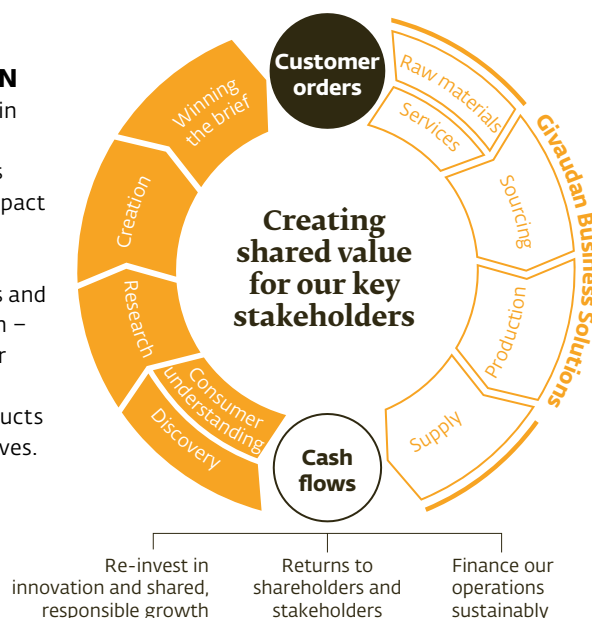 N
in
s
pact
s and
n –
r
ucts
ves.
Customer
orders
Winning
the brief
Creation
Research
Consumer
understanding
Discovery
Raw materials
Services
Sourcing
Production
Supply
Givaudan Business Solutions
Creating
shared value
for our key
stakeholders
Cash
flows
Re-invest in
innovation and shared,
responsible growth
Returns to
shareholders and
stakeholders
Finance our
operations
sustainably